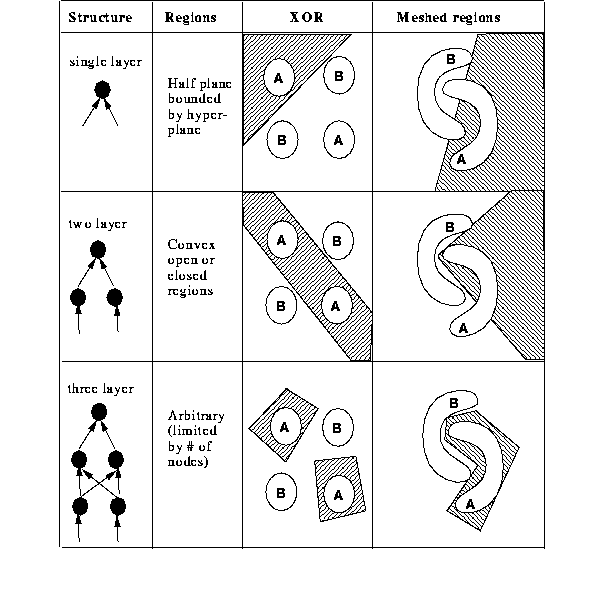 Structure
Regions
XOR
Meshed regions
single layer
Half plane
bounded
by hyper-
plane
A
B
B
A
B
A
two layer
Convex
open or
closed
regions
A
B
B
A
B
A
three layer
Arbitrary
(limited
by # of
nodes)
A
B
B
A
B
A